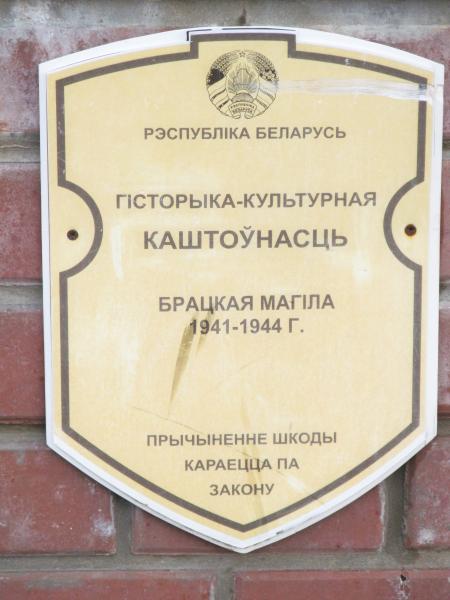 РЭСПУБЛІКА БЕЛАРУСЬ
ГІСТОРЫКА-КУЛЬТУРНАЯ
КАШТОЎНАСЦЬ
БРАЦКАЯ МАГІЛА
1941-1944 Г.
ПРЫЧЫНЕННЕ ШКОДЫ
КАРАЕЦЦА ПА
ЗАКОНУ